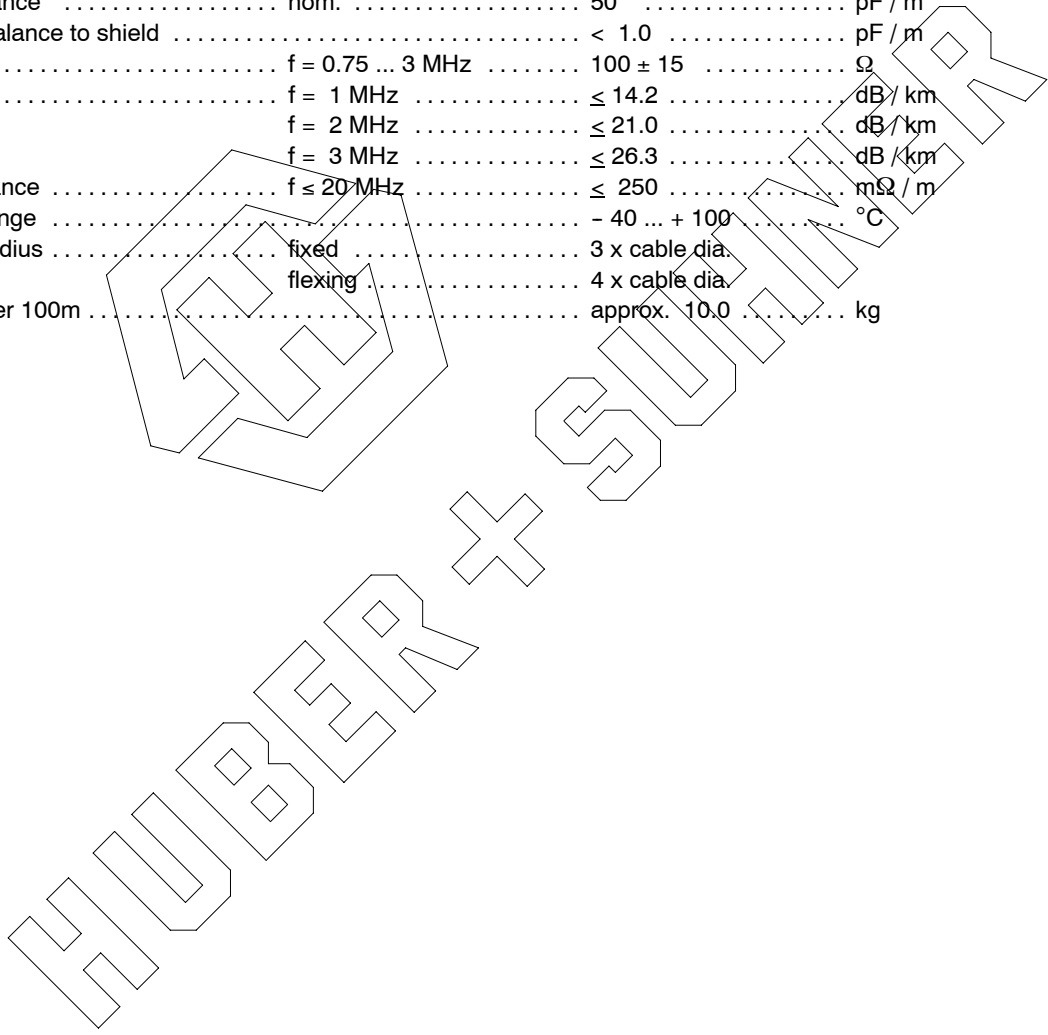 nom. .................. 50 .................. pF / m
alance to shield .................. < 1.0 .................. pF / m
.................. f = 0.75 ... 3 MHz ........ 100 ± 15 ............ Ω
.................. f = 1 MHz .............. ≤ 14.2 ................ dB / km
f = 2 MHz .............. ≤ 21.0 ................ dB / km
f = 3 MHz .............. ≤ 26.3 ................ dB / km
ance .................. f ≤ 20 MHz .............. ≤ 250 ................ mΩ / m
nge .................. – 40 ... + 100 ......... °C
dius .................. fixed .................. 3 x cable dia.
flexing .................. 4 x cable dia.
er 100m .................. approx. 10.0 ......... kg
HUBER + SUHNER